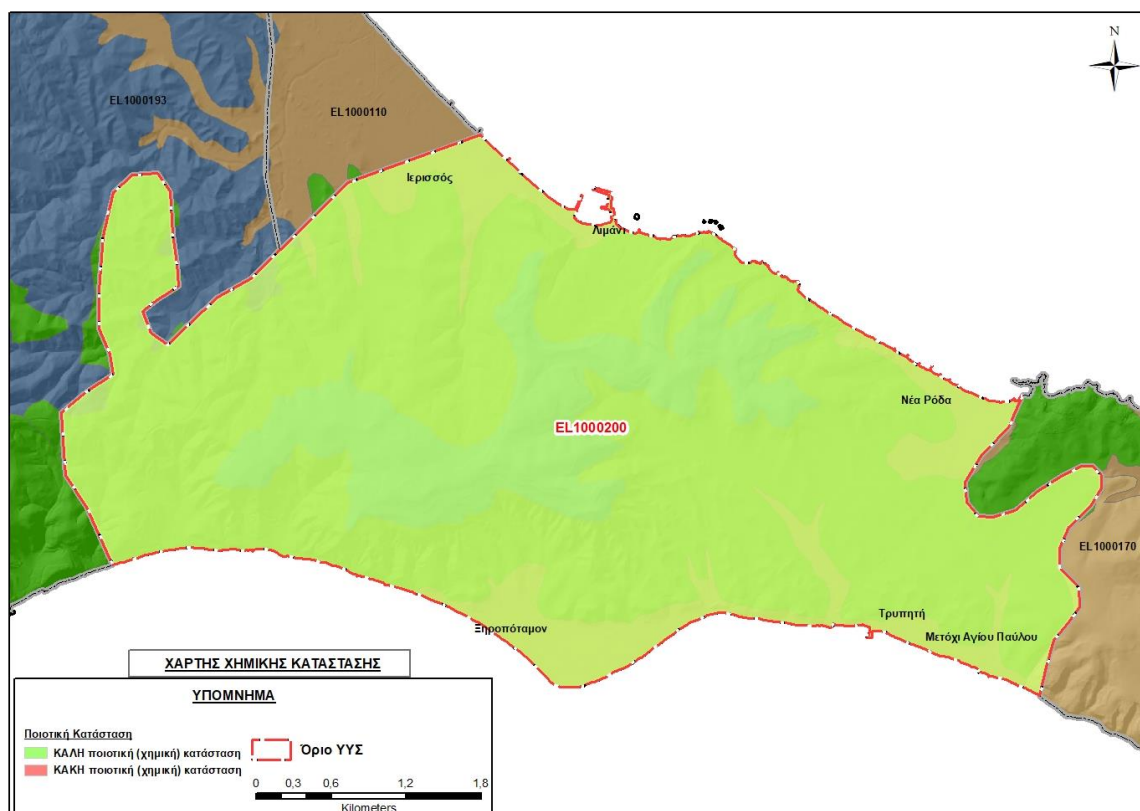 N
EL1000193
EL1000110
Ιερισσός
Λιμάνι
Νέα Ρόδα
EL1000200
EL1000170
Τρυπητή
Ξηροπόταμον
Μετόχι Αγίου Παύλου
ΧΑΡΤΗΣ ΧΗΜΙΚΗΣ ΚΑΤΑΣΤΑΣΗΣ
ΥΠΟΜΝΗΜΑ
Ποιοτική Κατάσταση
ΚΑΛΗ ποιοτική (χημική) κατάσταση
ΚΑΚΗ ποιοτική (χημική) κατάσταση
Όριο ΥΥΣ
0 0,3 0,6 1,2 1,8
Kilometers